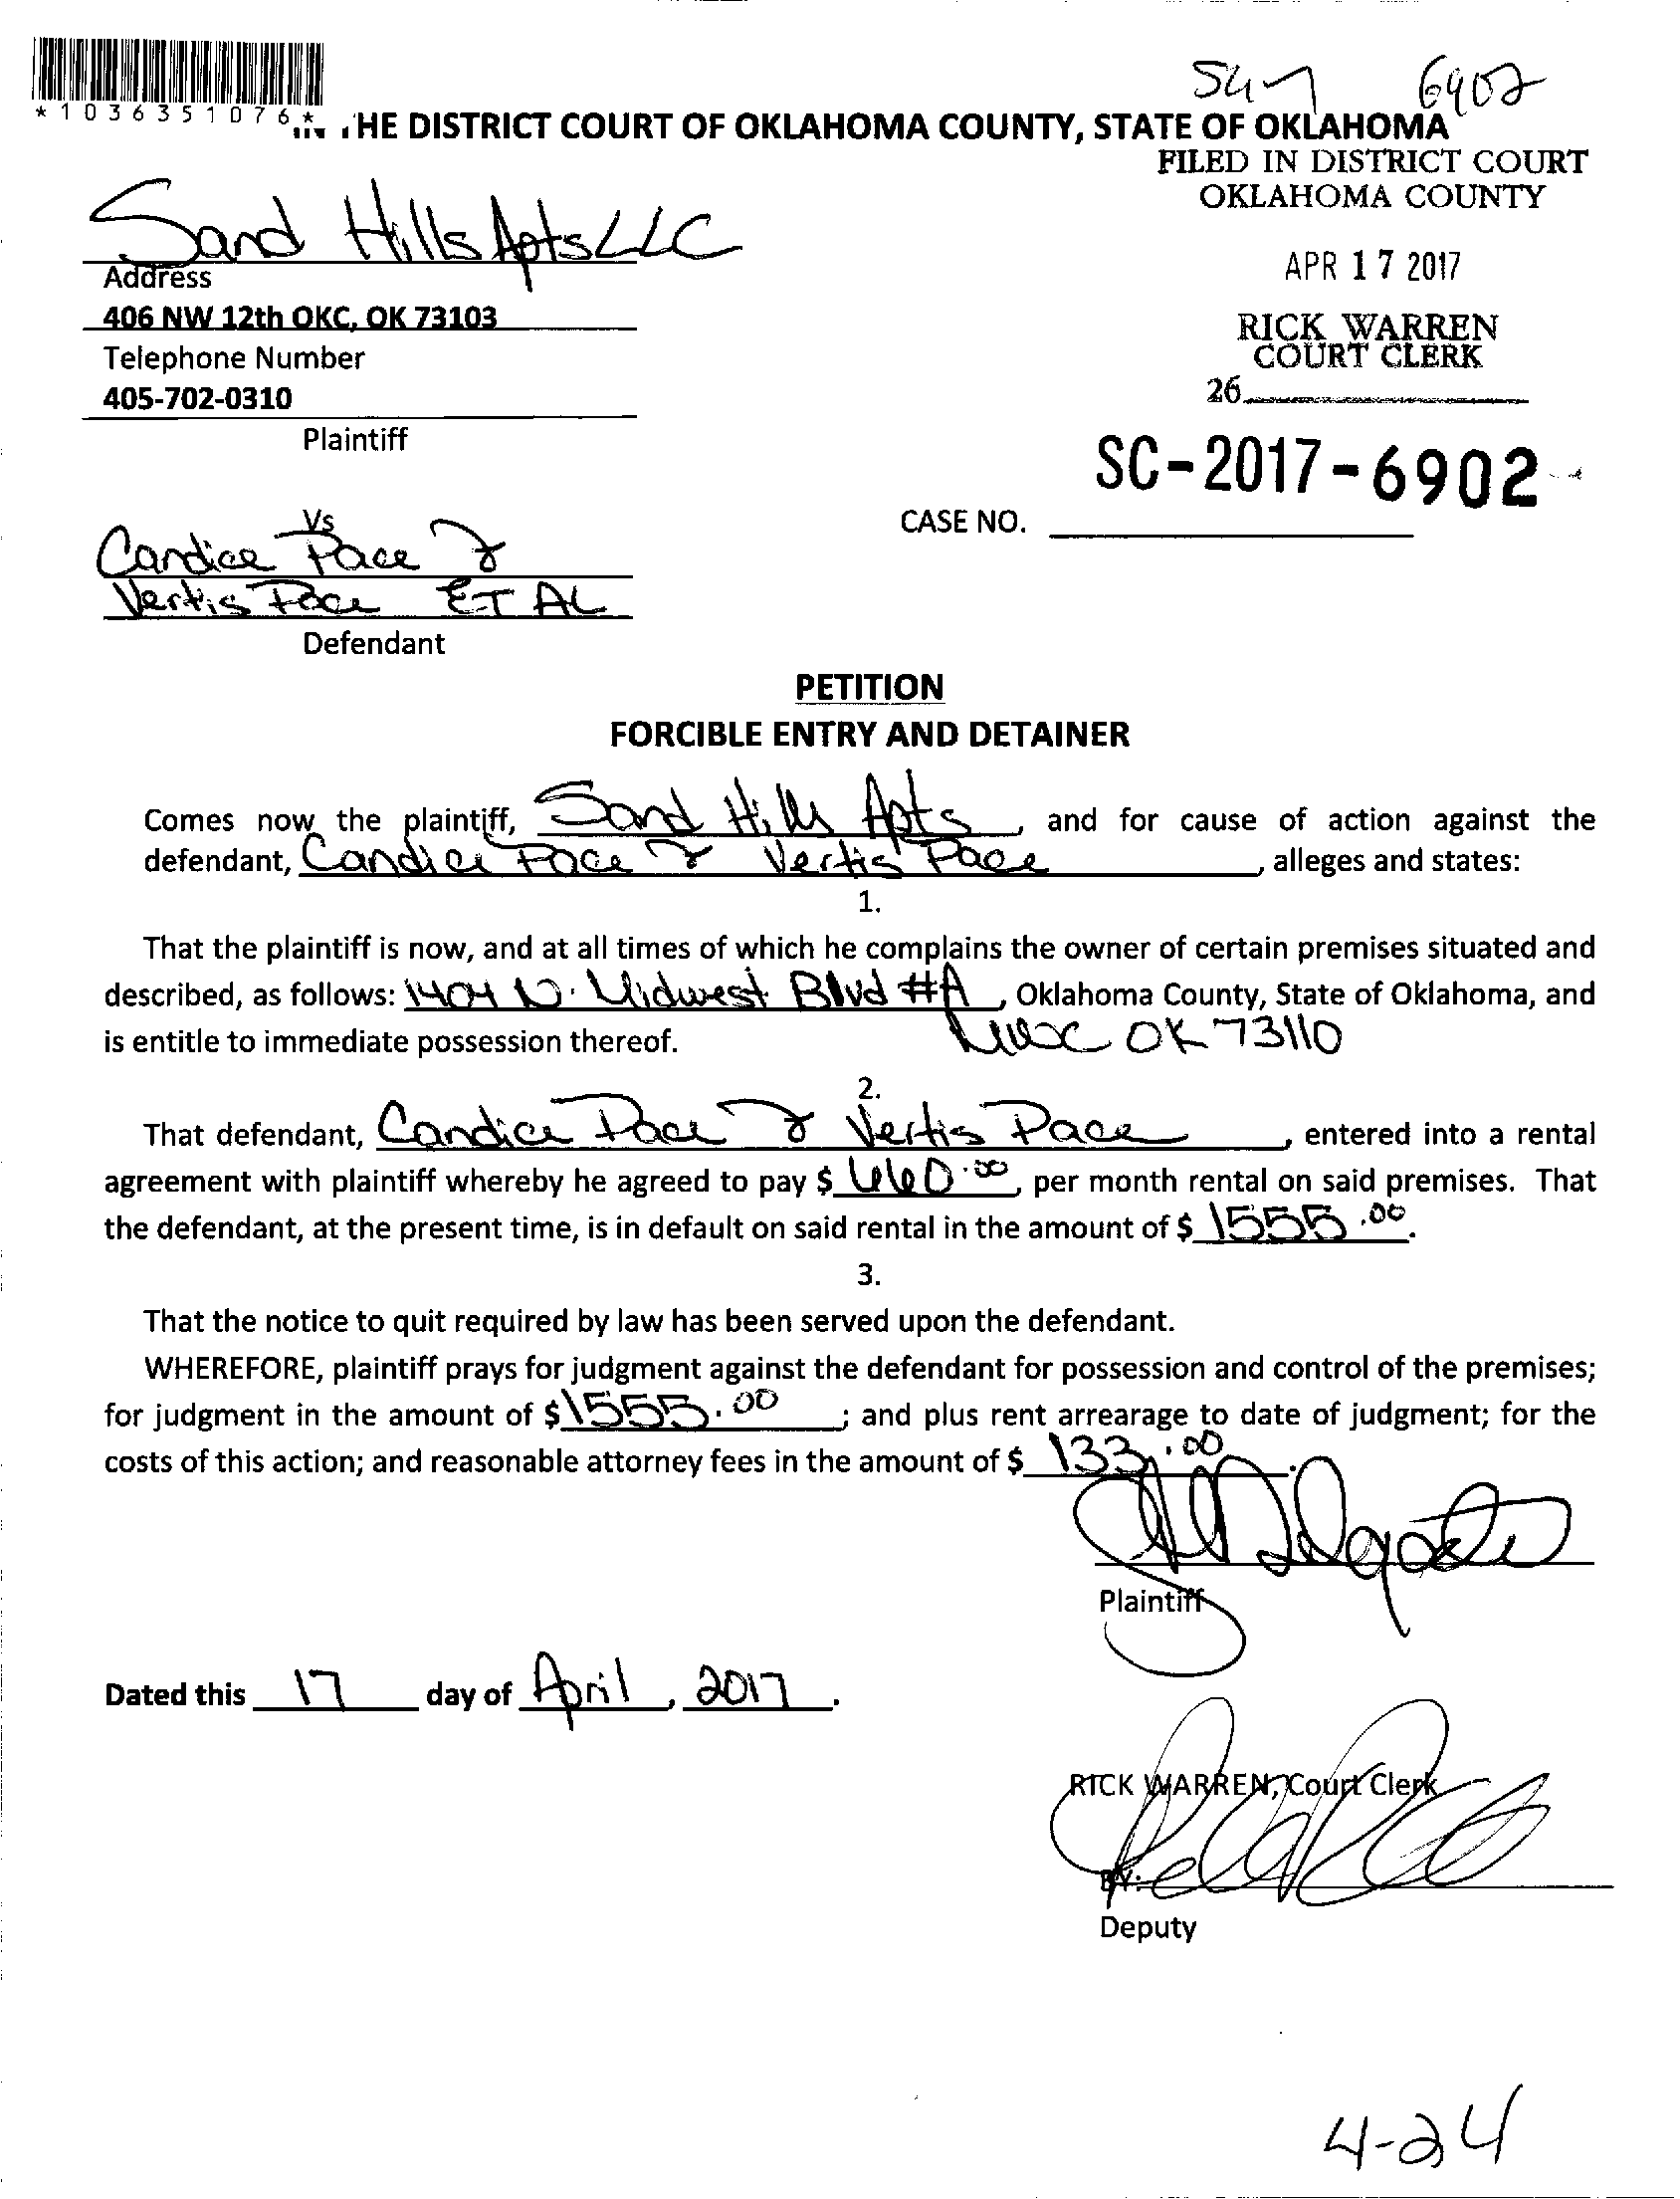 6902
*1036351076*
THE DISTRICT COURT OF OKLAHOMA COUNTY, STATE OF OKLAHOMA
FILED IN DISTRICT COURT
OKLAHOMA COUNTY
Sand Hills Apts LLC
Address
406 NW 12th OKC, OK 73103
Telephone Number
405-702-0310
Plaintiff
APR 17 2017
RICK WARREN
COURT CLERK
26
SC-2017-6902
CASE NO.
Vs
Candice Pace &
Vertis Pace ET AL
Defendant
PETITION
FORCIBLE ENTRY AND DETAINER
Comes now the plaintiff, Sand Hills Apts, and for cause of action against the
defendant, Candice Pace & Vertis Pace, alleges and states:
1.
That the plaintiff is now, and at all times of which he complains the owner of certain premises situated and
described, as follows: 1404 N. Midwest Blvd #A, Oklahoma County, State of Oklahoma, and
is entitle to immediate possession thereof. MWC OK 73110
2.
That defendant, Candice Pace & Vertis Pace, entered into a rental
agreement with plaintiff whereby he agreed to pay $ 660.00, per month rental on said premises. That
the defendant, at the present time, is in default on said rental in the amount of $ 1555.00.
3.
That the notice to quit required by law has been served upon the defendant.
WHEREFORE, plaintiff prays for judgment against the defendant for possession and control of the premises;
for judgment in the amount of $1555.00; and plus rent arrearage to date of judgment; for the
costs of this action; and reasonable attorney fees in the amount of $ 133.00.
Plaintiff
Dated this 17 day of April, 2017.
RICK WARREN, Court Clerk
BY:
Deputy
4-24